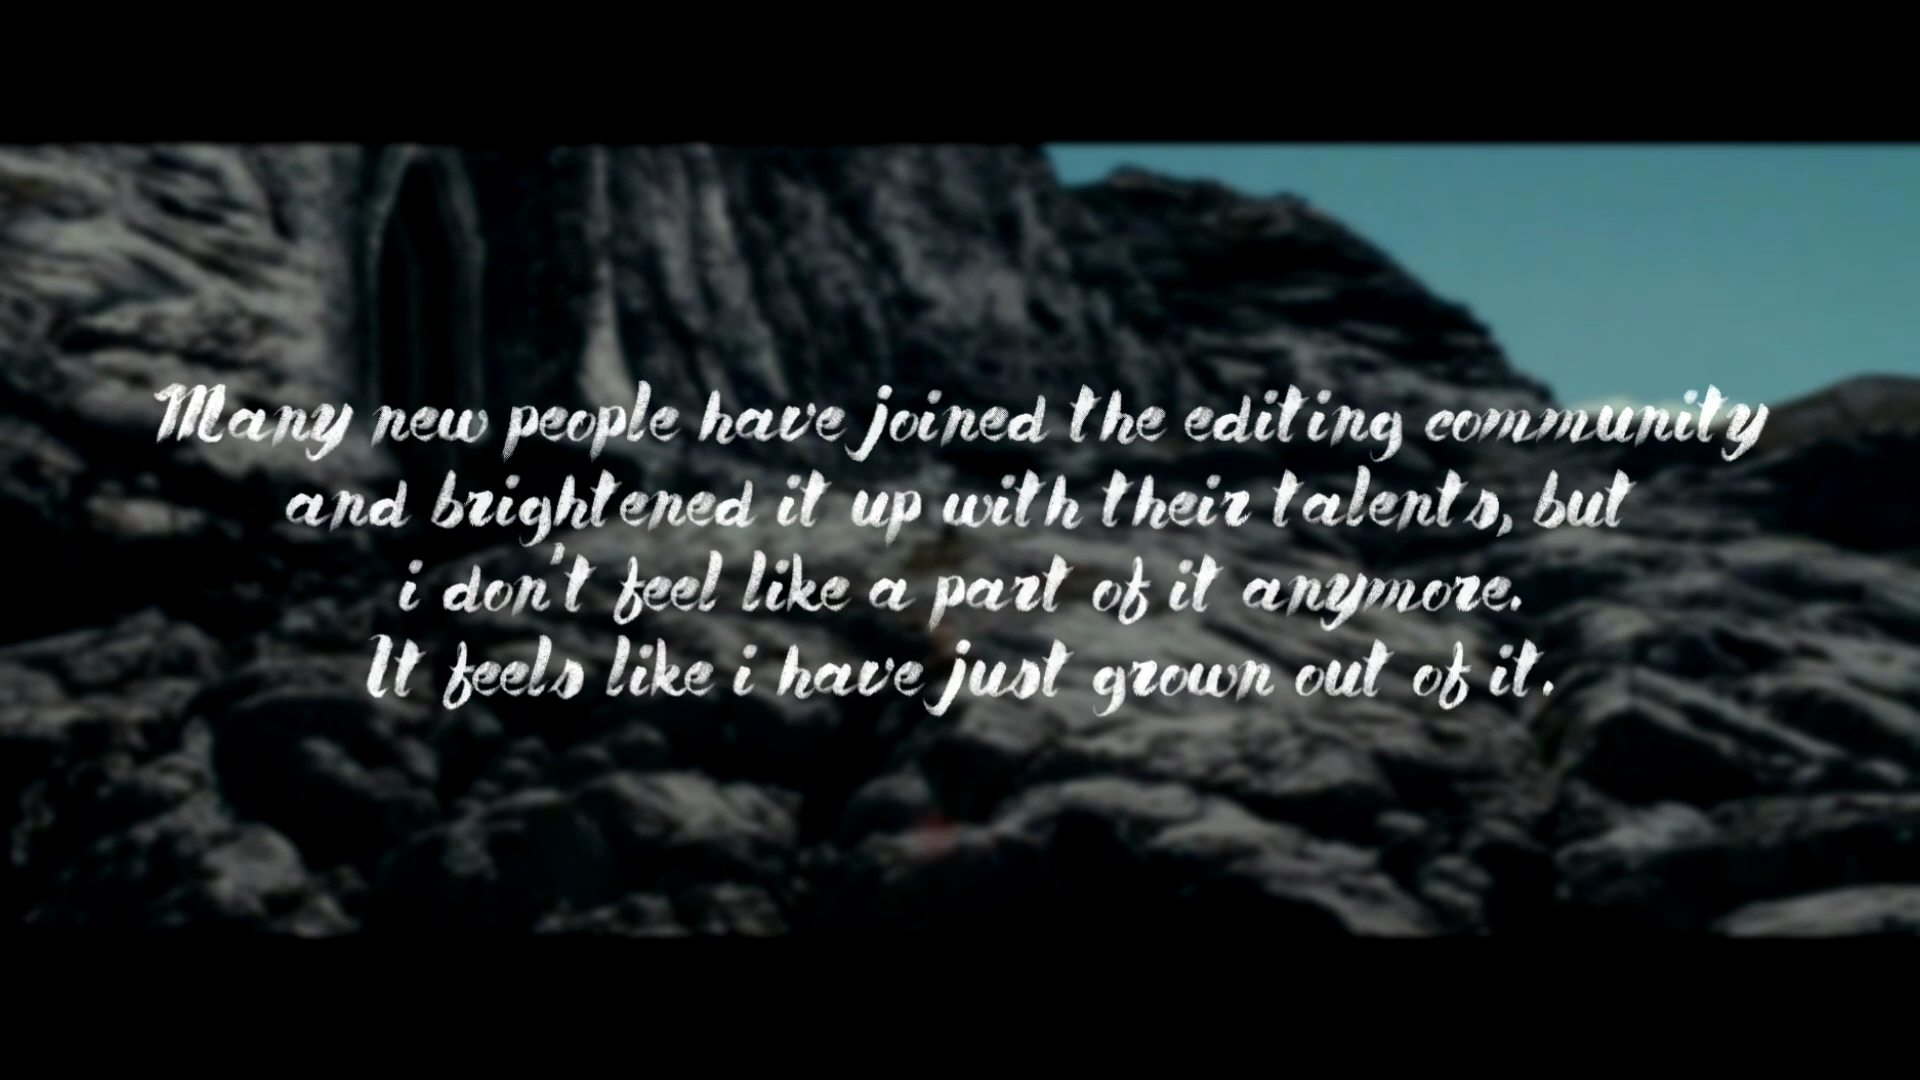 Many new people have joined the editing community
and brightened it up with their talents, but
i don't feel like a part of it anymore.
It feels like i have just grown out of it.